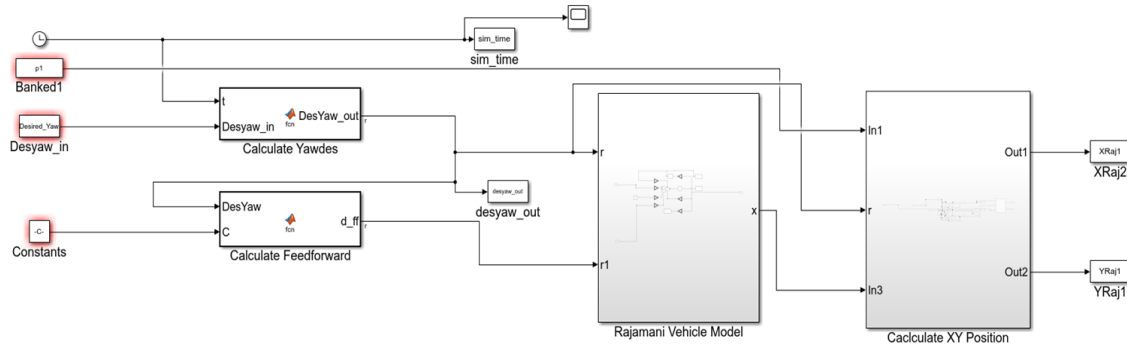 sim_time
sim_time
p1
Banked1
t
Desyaw_in
DesYaw_out
fcn
r
Calculate Yawdes
Desired_Yaw
Desyaw_in
desyaw_out
desyaw_out
DesYaw
C
d_ff
fcn
r
Calculate Feedforward
-C-
Constants
r
r1
x
Rajamani Vehicle Model
In1
r
In3
Out1
Out2
Caclculate XY Position
XRaj1
XRaj2
YRaj1
YRaj1